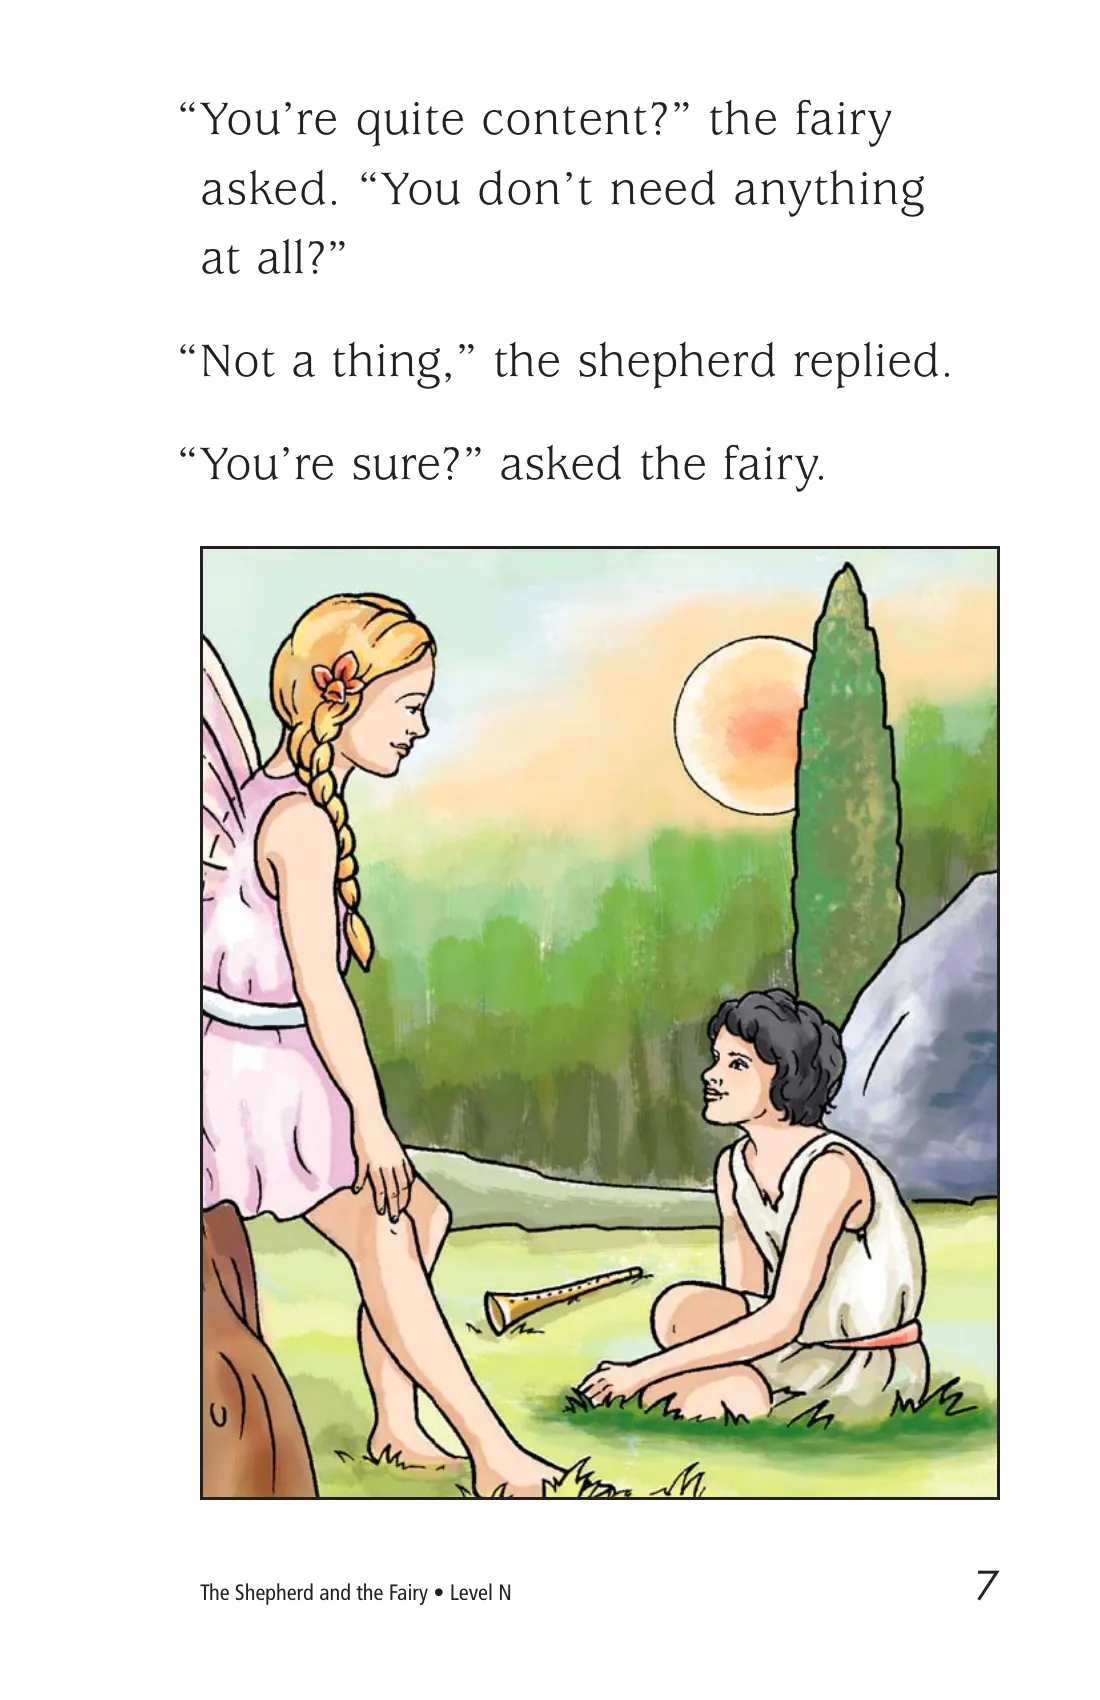 “You’re quite content?” the fairy
asked. “You don’t need anything
at all?”
“Not a thing,” the shepherd replied.
“You’re sure?” asked the fairy.
The Shepherd and the Fairy • Level N
7